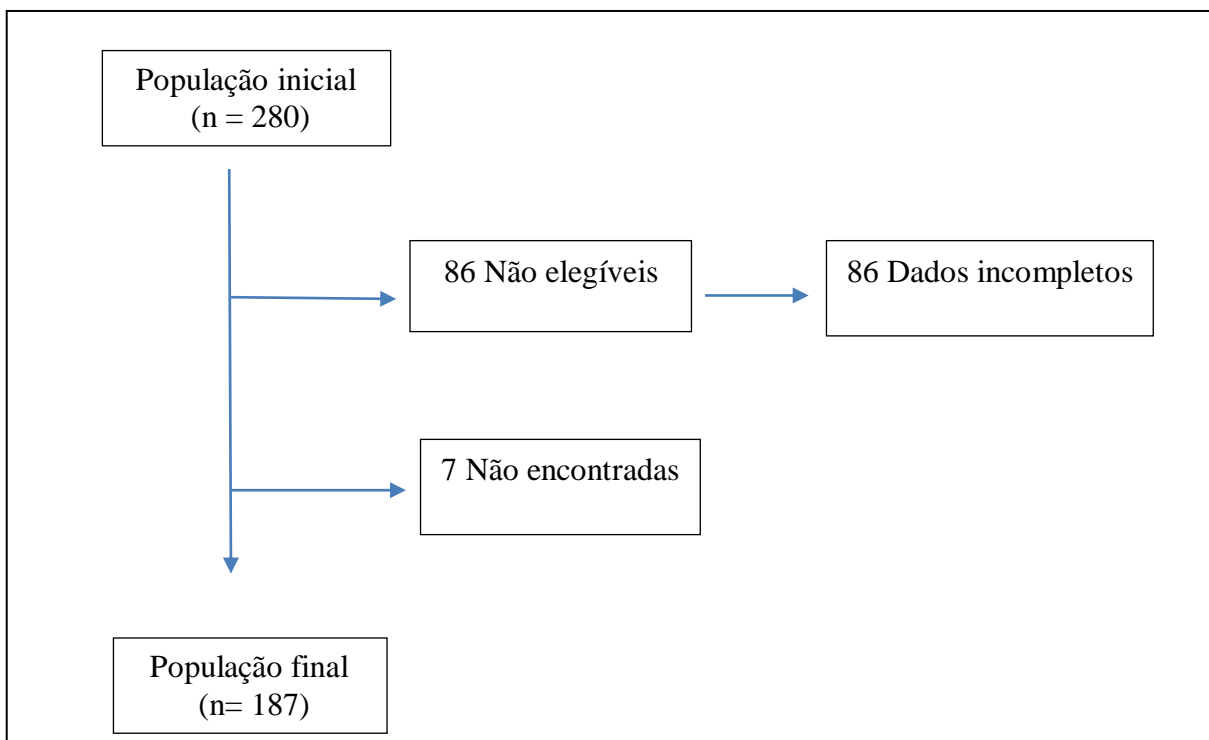 População inicial
(n = 280)
86 Não elegíveis
86 Dados incompletos
7 Não encontradas
População final
(n= 187)